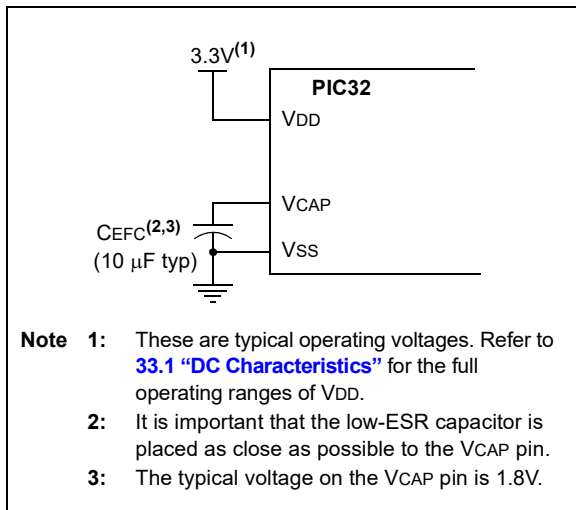 3.3V(1)
PIC32
VDD
VCAP
CEFC(2,3)
(10 μF typ)
VSS
Note 1: These are typical operating voltages. Refer to
33.1 “DC Characteristics” for the full
operating ranges of VDD.
2: It is important that the low-ESR capacitor is
placed as close as possible to the VCAP pin.
3: The typical voltage on the VCAP pin is 1.8V.